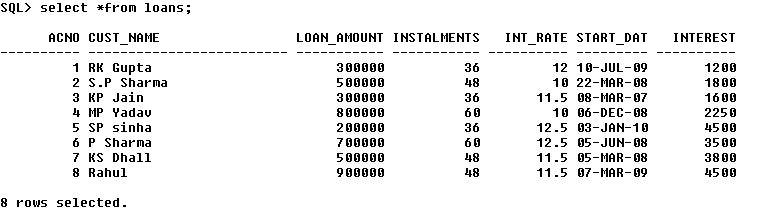 SQL> select *from loans;
ACNO CUST_NAME LOAN_AMOUNT INSTALMENTS INT_RATE START_DAT INTEREST
---------- -------------------- ----------- ----------- ---------- --------- ----------
1 RK Gupta 300000 36 12 10-JUL-09 1200
2 S.P Sharma 500000 48 10 22-MAR-08 1800
3 KP Jain 300000 36 11.5 08-MAR-07 1600
4 MP Yadav 800000 60 10 06-DEC-08 2250
5 SP sinha 200000 36 12.5 03-JAN-10 4500
6 P Sharma 700000 60 12.5 05-JUN-08 3500
7 KS Dhall 500000 48 11.5 05-MAR-08 3800
8 Rahul 900000 48 11.5 07-MAR-09 4500
8 rows selected.